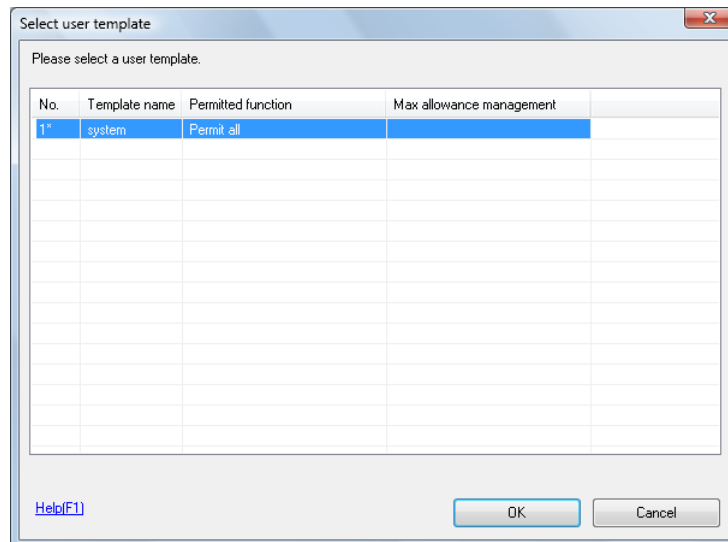 Select user template
Please select a user template.
No. Template name Permitted function Max allowance management
1* system Permit all
Help(F1) OK Cancel